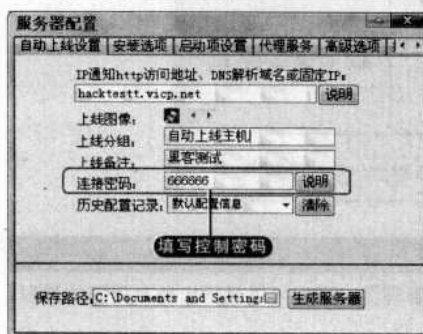 服务器配置
自动上线设置 安装选项 启动项设置 代理服务 高级选项
IP通知http访问地址、DNS解析域名或固定IP:
hacktestt.vicp.net 说明
上线图像:
上线分组: 自动上线主机
上线备注: 黑客测试
连接密码: 666666 说明
历史配置记录: 默认配置信息 清除
填写控制密码
保存路径: C:\Documents and Setting 生成服务器